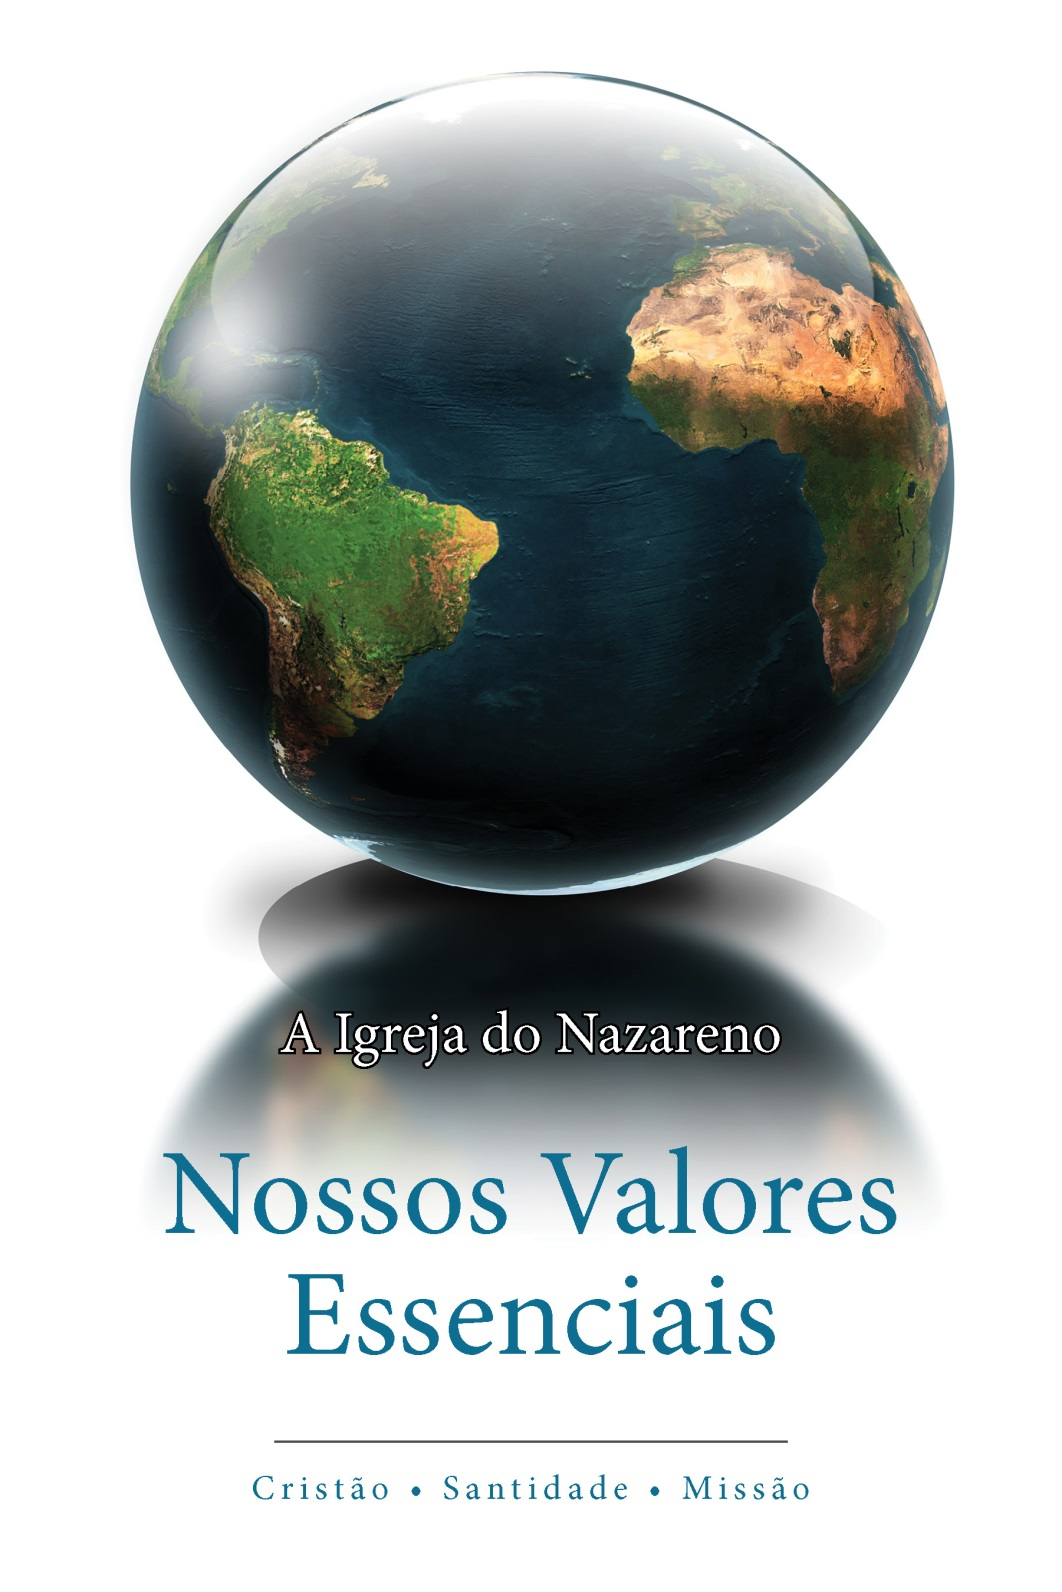 A Igreja do Nazareno
Nossos Valores
Essenciais
Cristão • Santidade • Missão